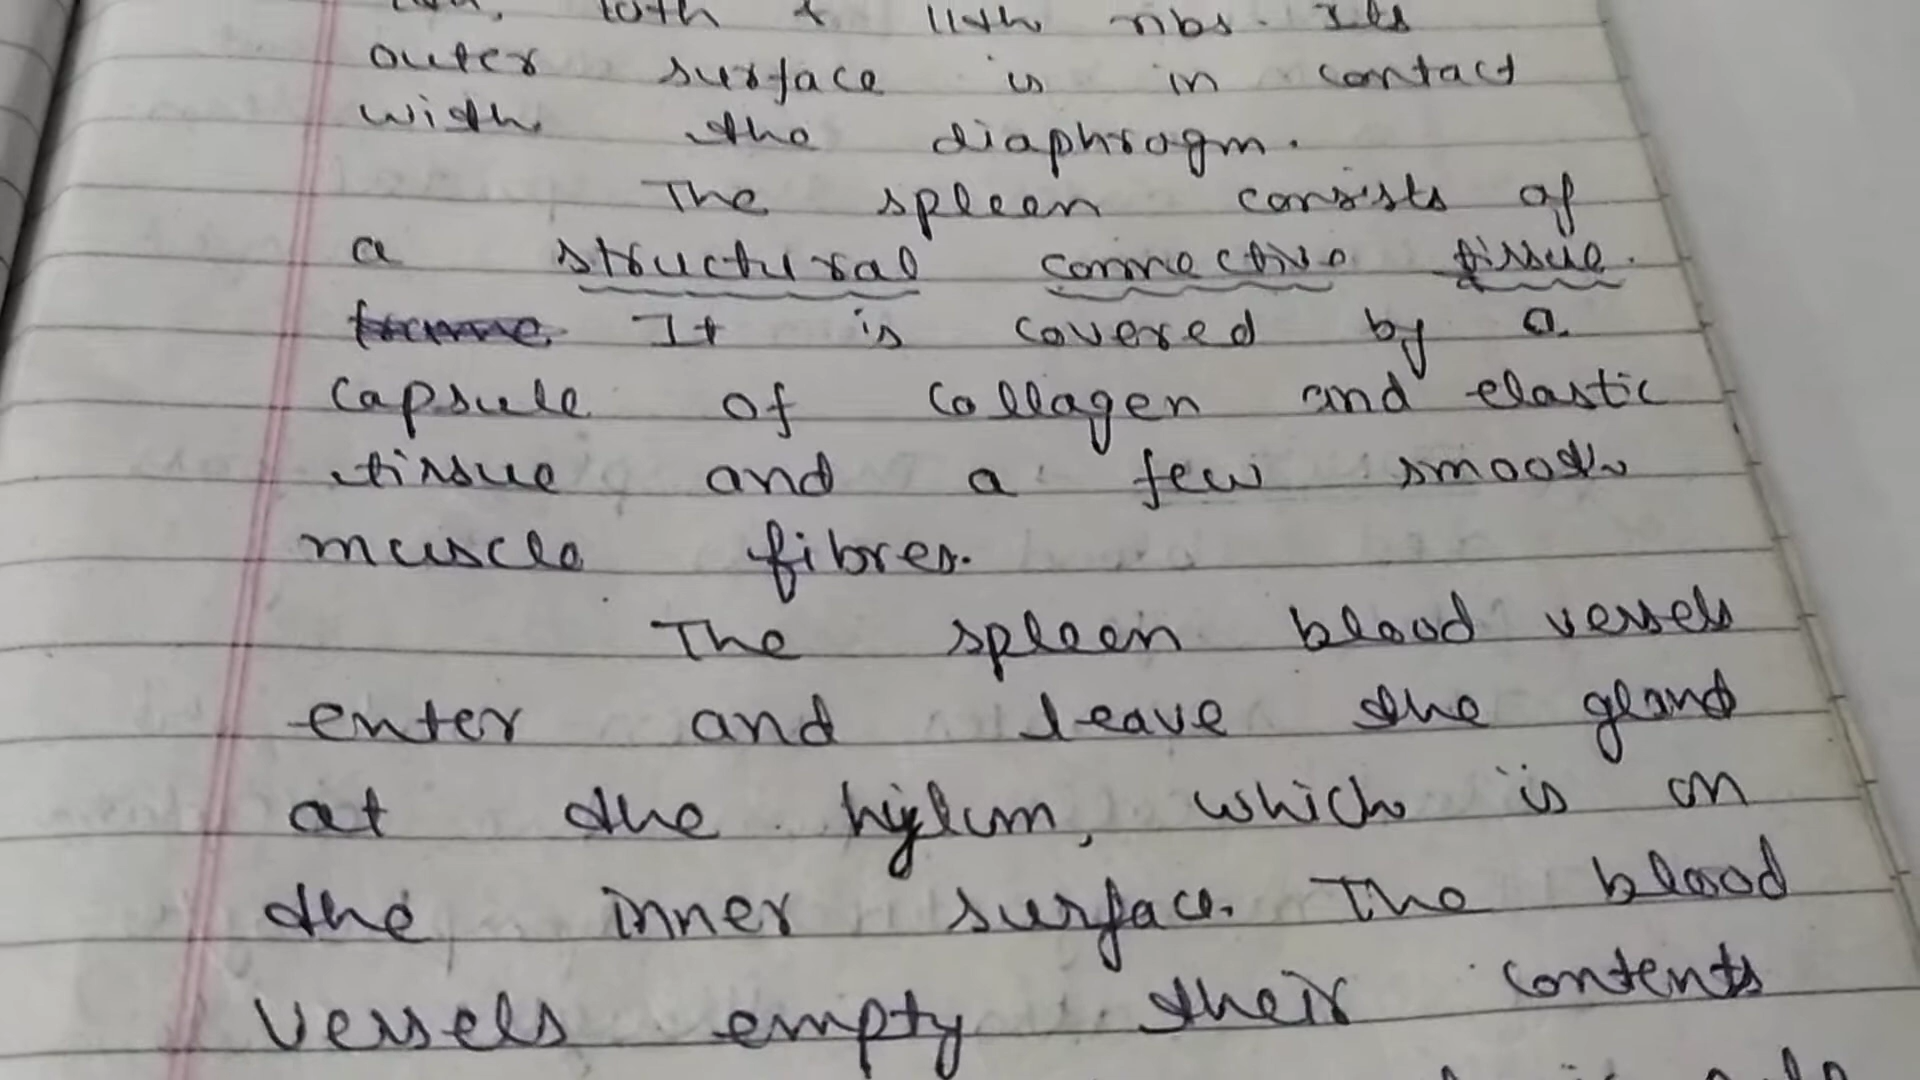 10th & 11th ribs. Its
outer surface is in contact
with the diaphragm.
The spleen consists of
a structural connective tissue.
It is covered by a
capsule of collagen and elastic
tissue and a few smooth
muscle fibres.
The spleen blood vessels
enter and leave the gland
at the hylum, which is on
the inner surface. The blood
vessels empty their contents